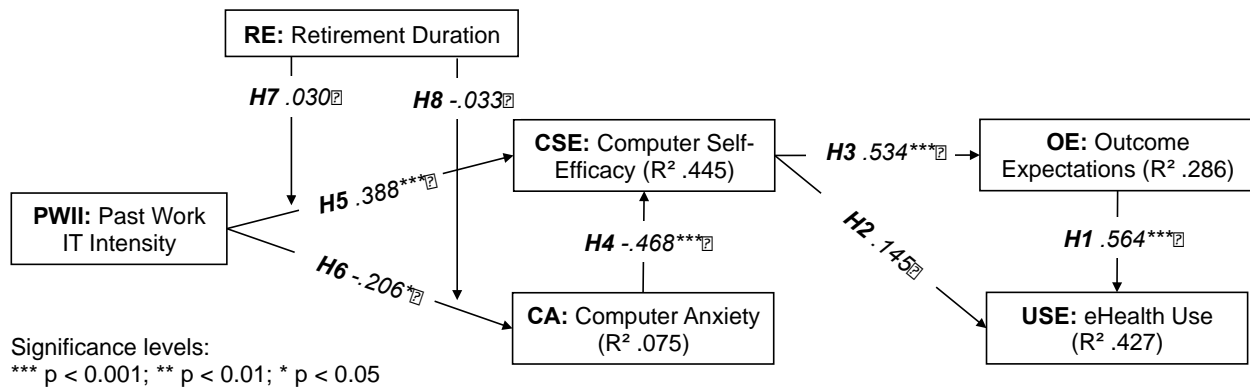 RE: Retirement Duration
H7 .030
H8 -.033
CSE: Computer Self-
Efficacy (R² .445)
H3 .534***
OE: Outcome
Expectations (R² .286)
H5 .388***
PWII: Past Work
IT Intensity
H4 -.468***
H2 .145
H1 .564***
H6 -.206*
CA: Computer Anxiety
(R² .075)
USE: eHealth Use
(R² .427)
Significance levels:
*** p < 0.001; ** p < 0.01; * p < 0.05